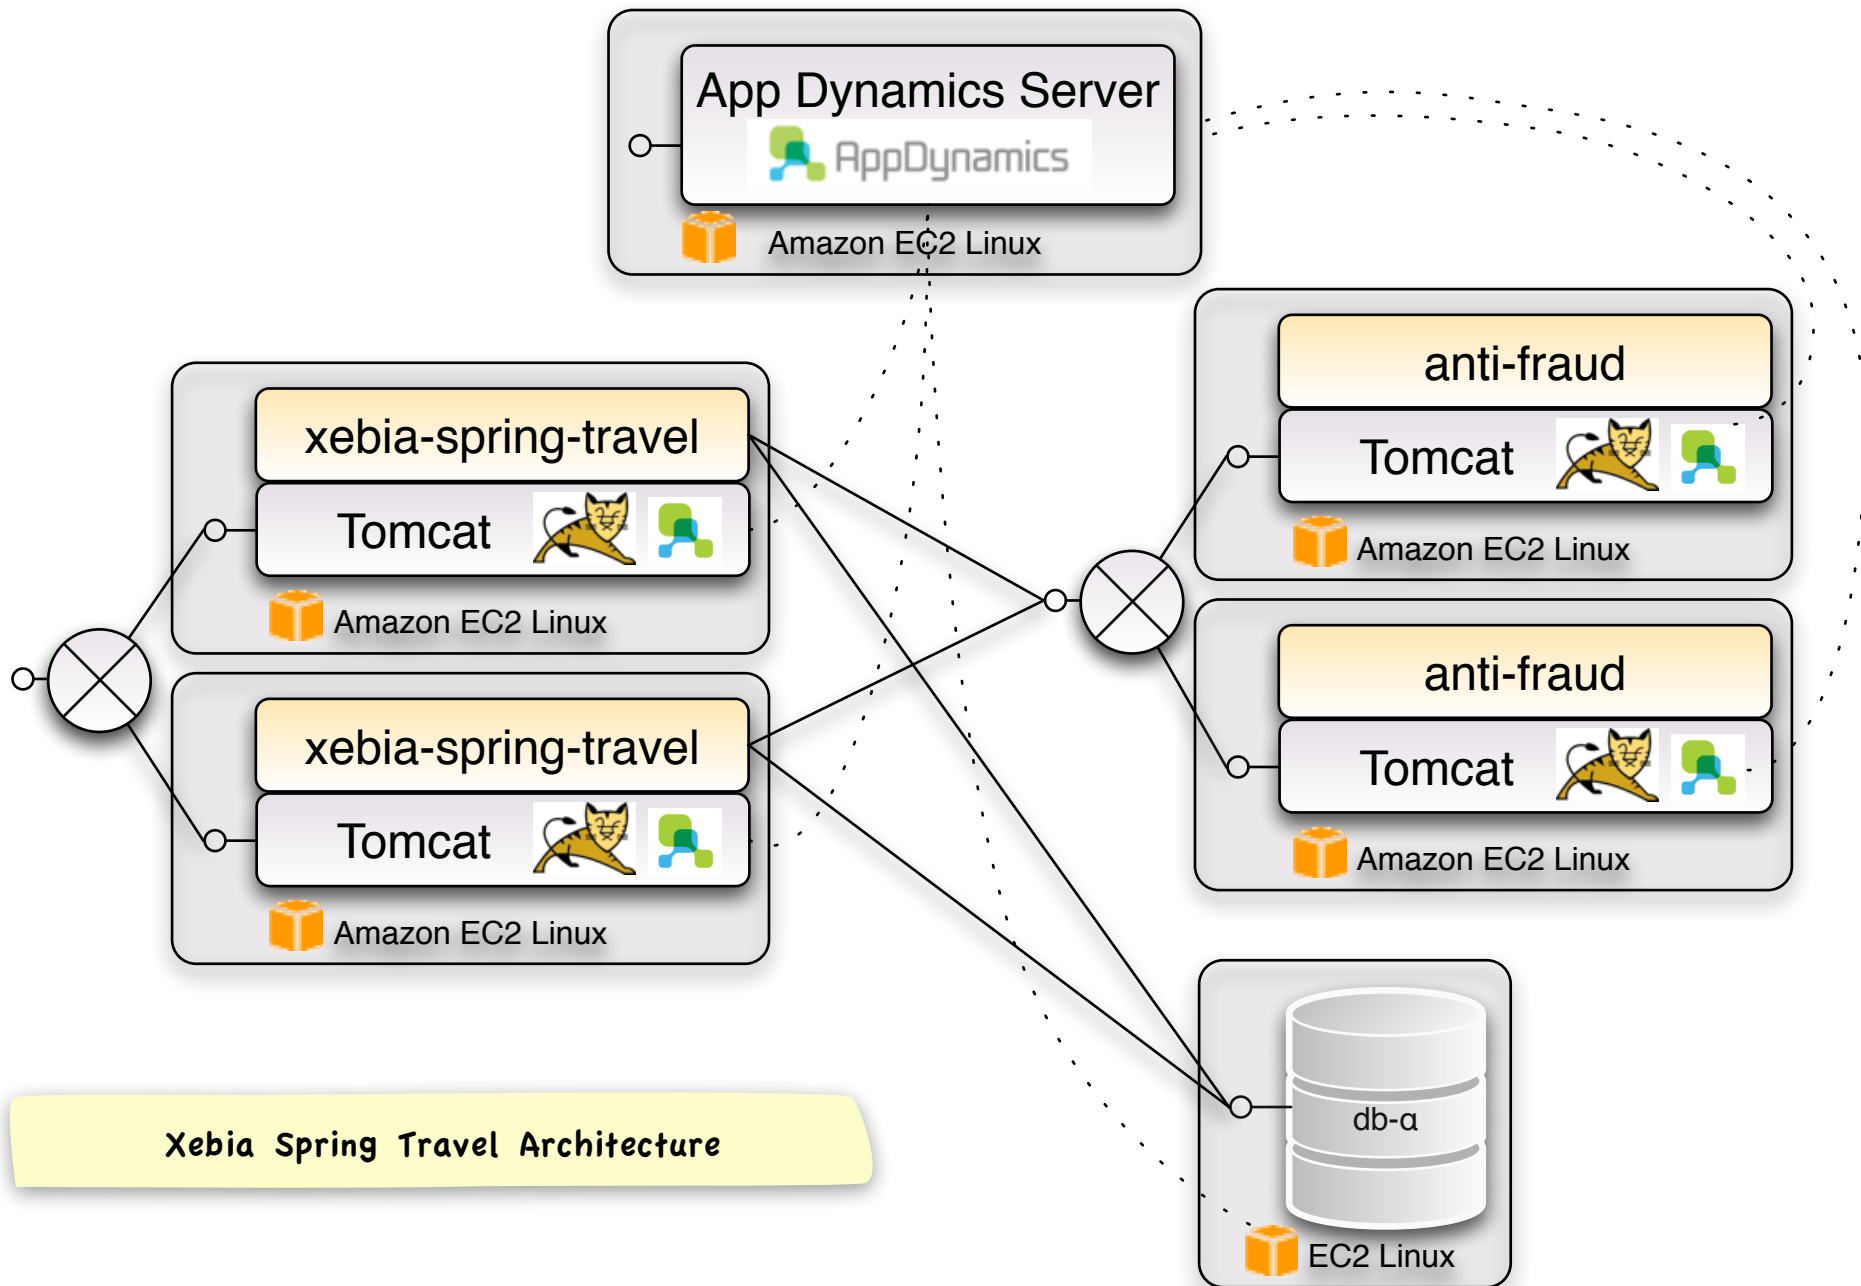 App Dynamics Server
AppDynamics
Amazon EC2 Linux
xebia-spring-travel
Tomcat
Amazon EC2 Linux
xebia-spring-travel
Tomcat
Amazon EC2 Linux
anti-fraud
Tomcat
Amazon EC2 Linux
anti-fraud
Tomcat
Amazon EC2 Linux
db-a
EC2 Linux
Xebia Spring Travel Architecture